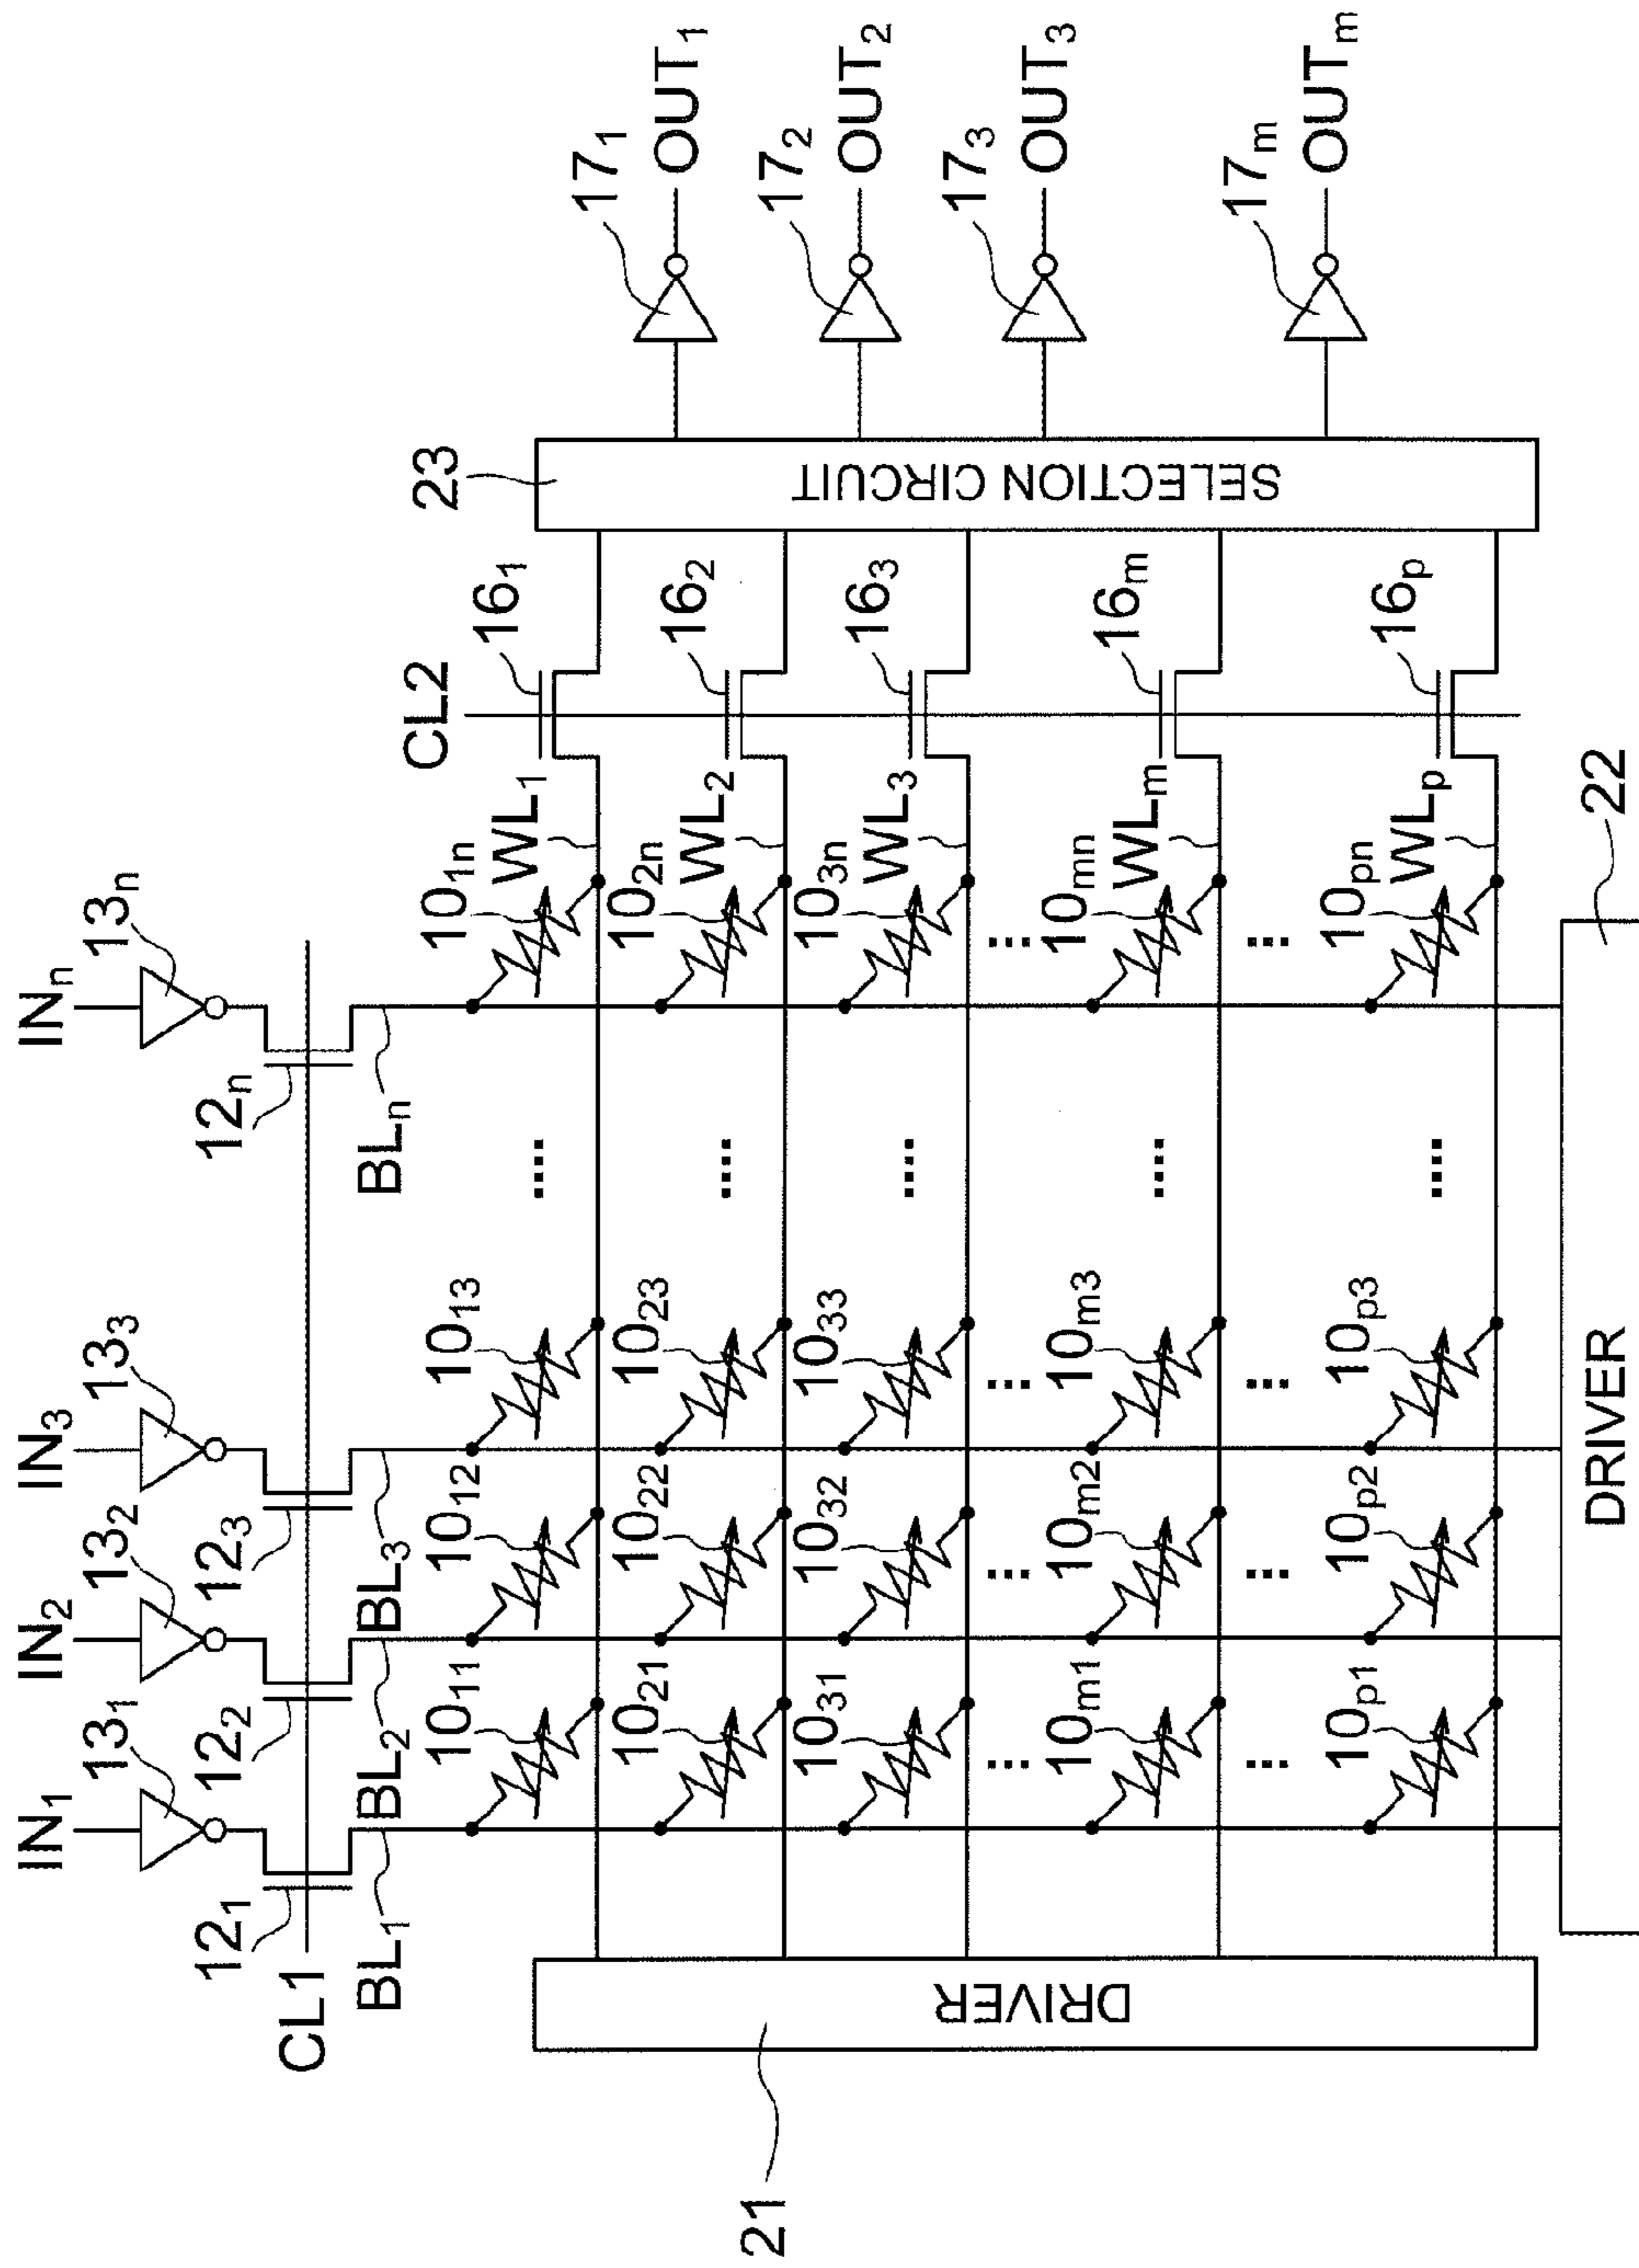 IN₁ IN₂ IN₃ INₙ
13₁ 13₂ 13₃ 13ₙ
12₁ 12₂ 12₃ 12ₙ
CL1
BL₁ BL₂ BL₃ BLₙ
CL2
10₁₁ 10₁₂ 10₁₃ 10₁ₙ WL₁ 16₁
10₂₁ 10₂₂ 10₂₃ 10₂ₙ WL₂ 16₂
10₃₁ 10₃₂ 10₃₃ 10₃ₙ WL₃ 16₃
10ₘ₁ 10ₘ₂ 10ₘ₃ 10ₘₙ WLₘ 16ₘ
10ₚ₁ 10ₚ₂ 10ₚ₃ 10ₚₙ WLₚ 16ₚ
21
DRIVER
DRIVER
22
23
SELECTION CIRCUIT
17₁ OUT₁
17₂ OUT₂
17₃ OUT₃
17ₘ OUTₘ